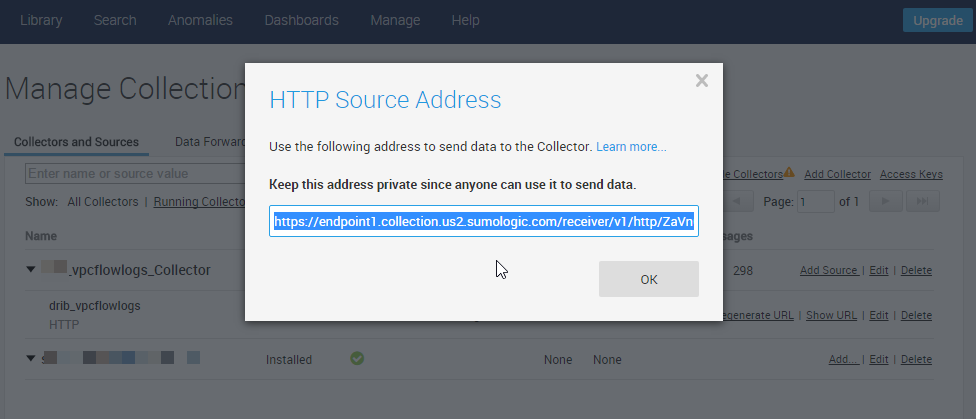 Library Search Anomalies Dashboards Manage Help Upgrade
Manage Collection
HTTP Source Address
Use the following address to send data to the Collector. Learn more...
Keep this address private since anyone can use it to send data.
https://endpoint1.collection.us2.sumologic.com/receiver/v1/http/ZaVn
OK
Collectors and Sources Data Forward
Enter name or source value
Collectors Add Collector Access Keys
Show: All Collectors | Running Collecto
Page: 1 of 1
Name
_vpcflowlogs_Collector 298 Add Source | Edit | Delete
drib_vpcflowlogs
HTTP
egenerate URL | Show URL | Edit | Delete
Installed None None Add... | Edit | Delete